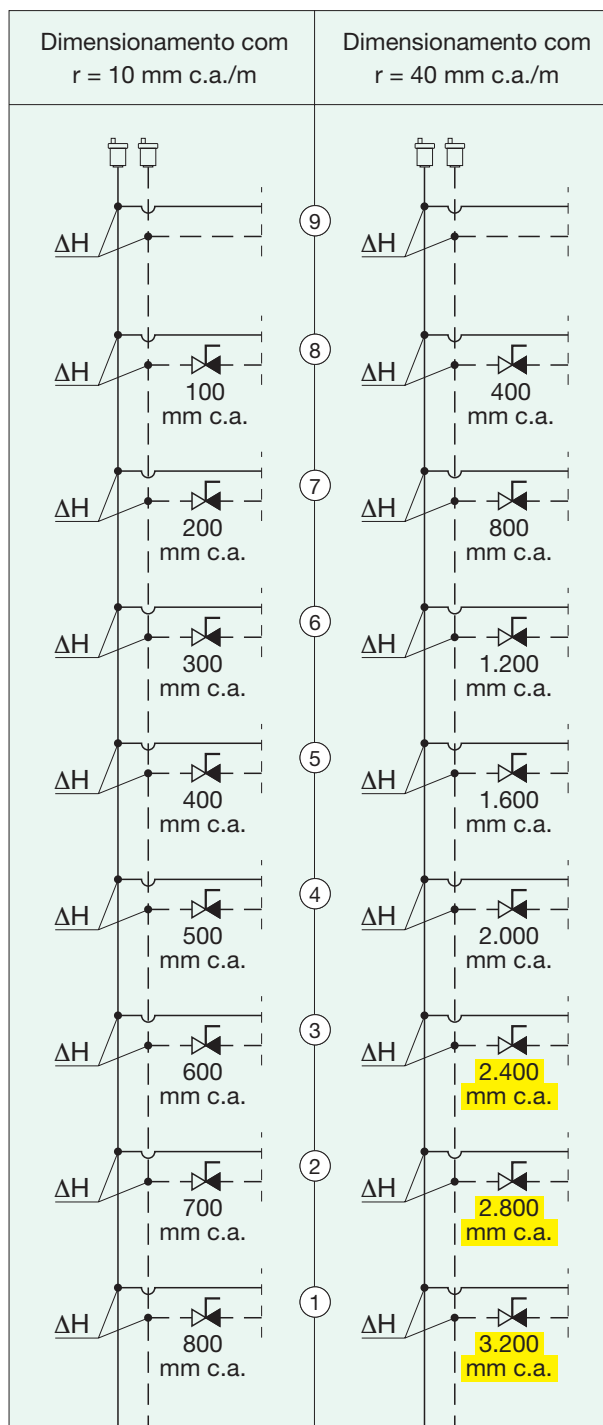 Dimensionamento com
r = 10 mm c.a./m
Dimensionamento com
r = 40 mm c.a./m
ΔH
9
ΔH
ΔH
100
mm c.a.
8
ΔH
400
mm c.a.
ΔH
200
mm c.a.
7
ΔH
800
mm c.a.
ΔH
300
mm c.a.
6
ΔH
1.200
mm c.a.
ΔH
400
mm c.a.
5
ΔH
1.600
mm c.a.
ΔH
500
mm c.a.
4
ΔH
2.000
mm c.a.
ΔH
600
mm c.a.
3
ΔH
2.400
mm c.a.
ΔH
700
mm c.a.
2
ΔH
2.800
mm c.a.
ΔH
800
mm c.a.
1
ΔH
3.200
mm c.a.